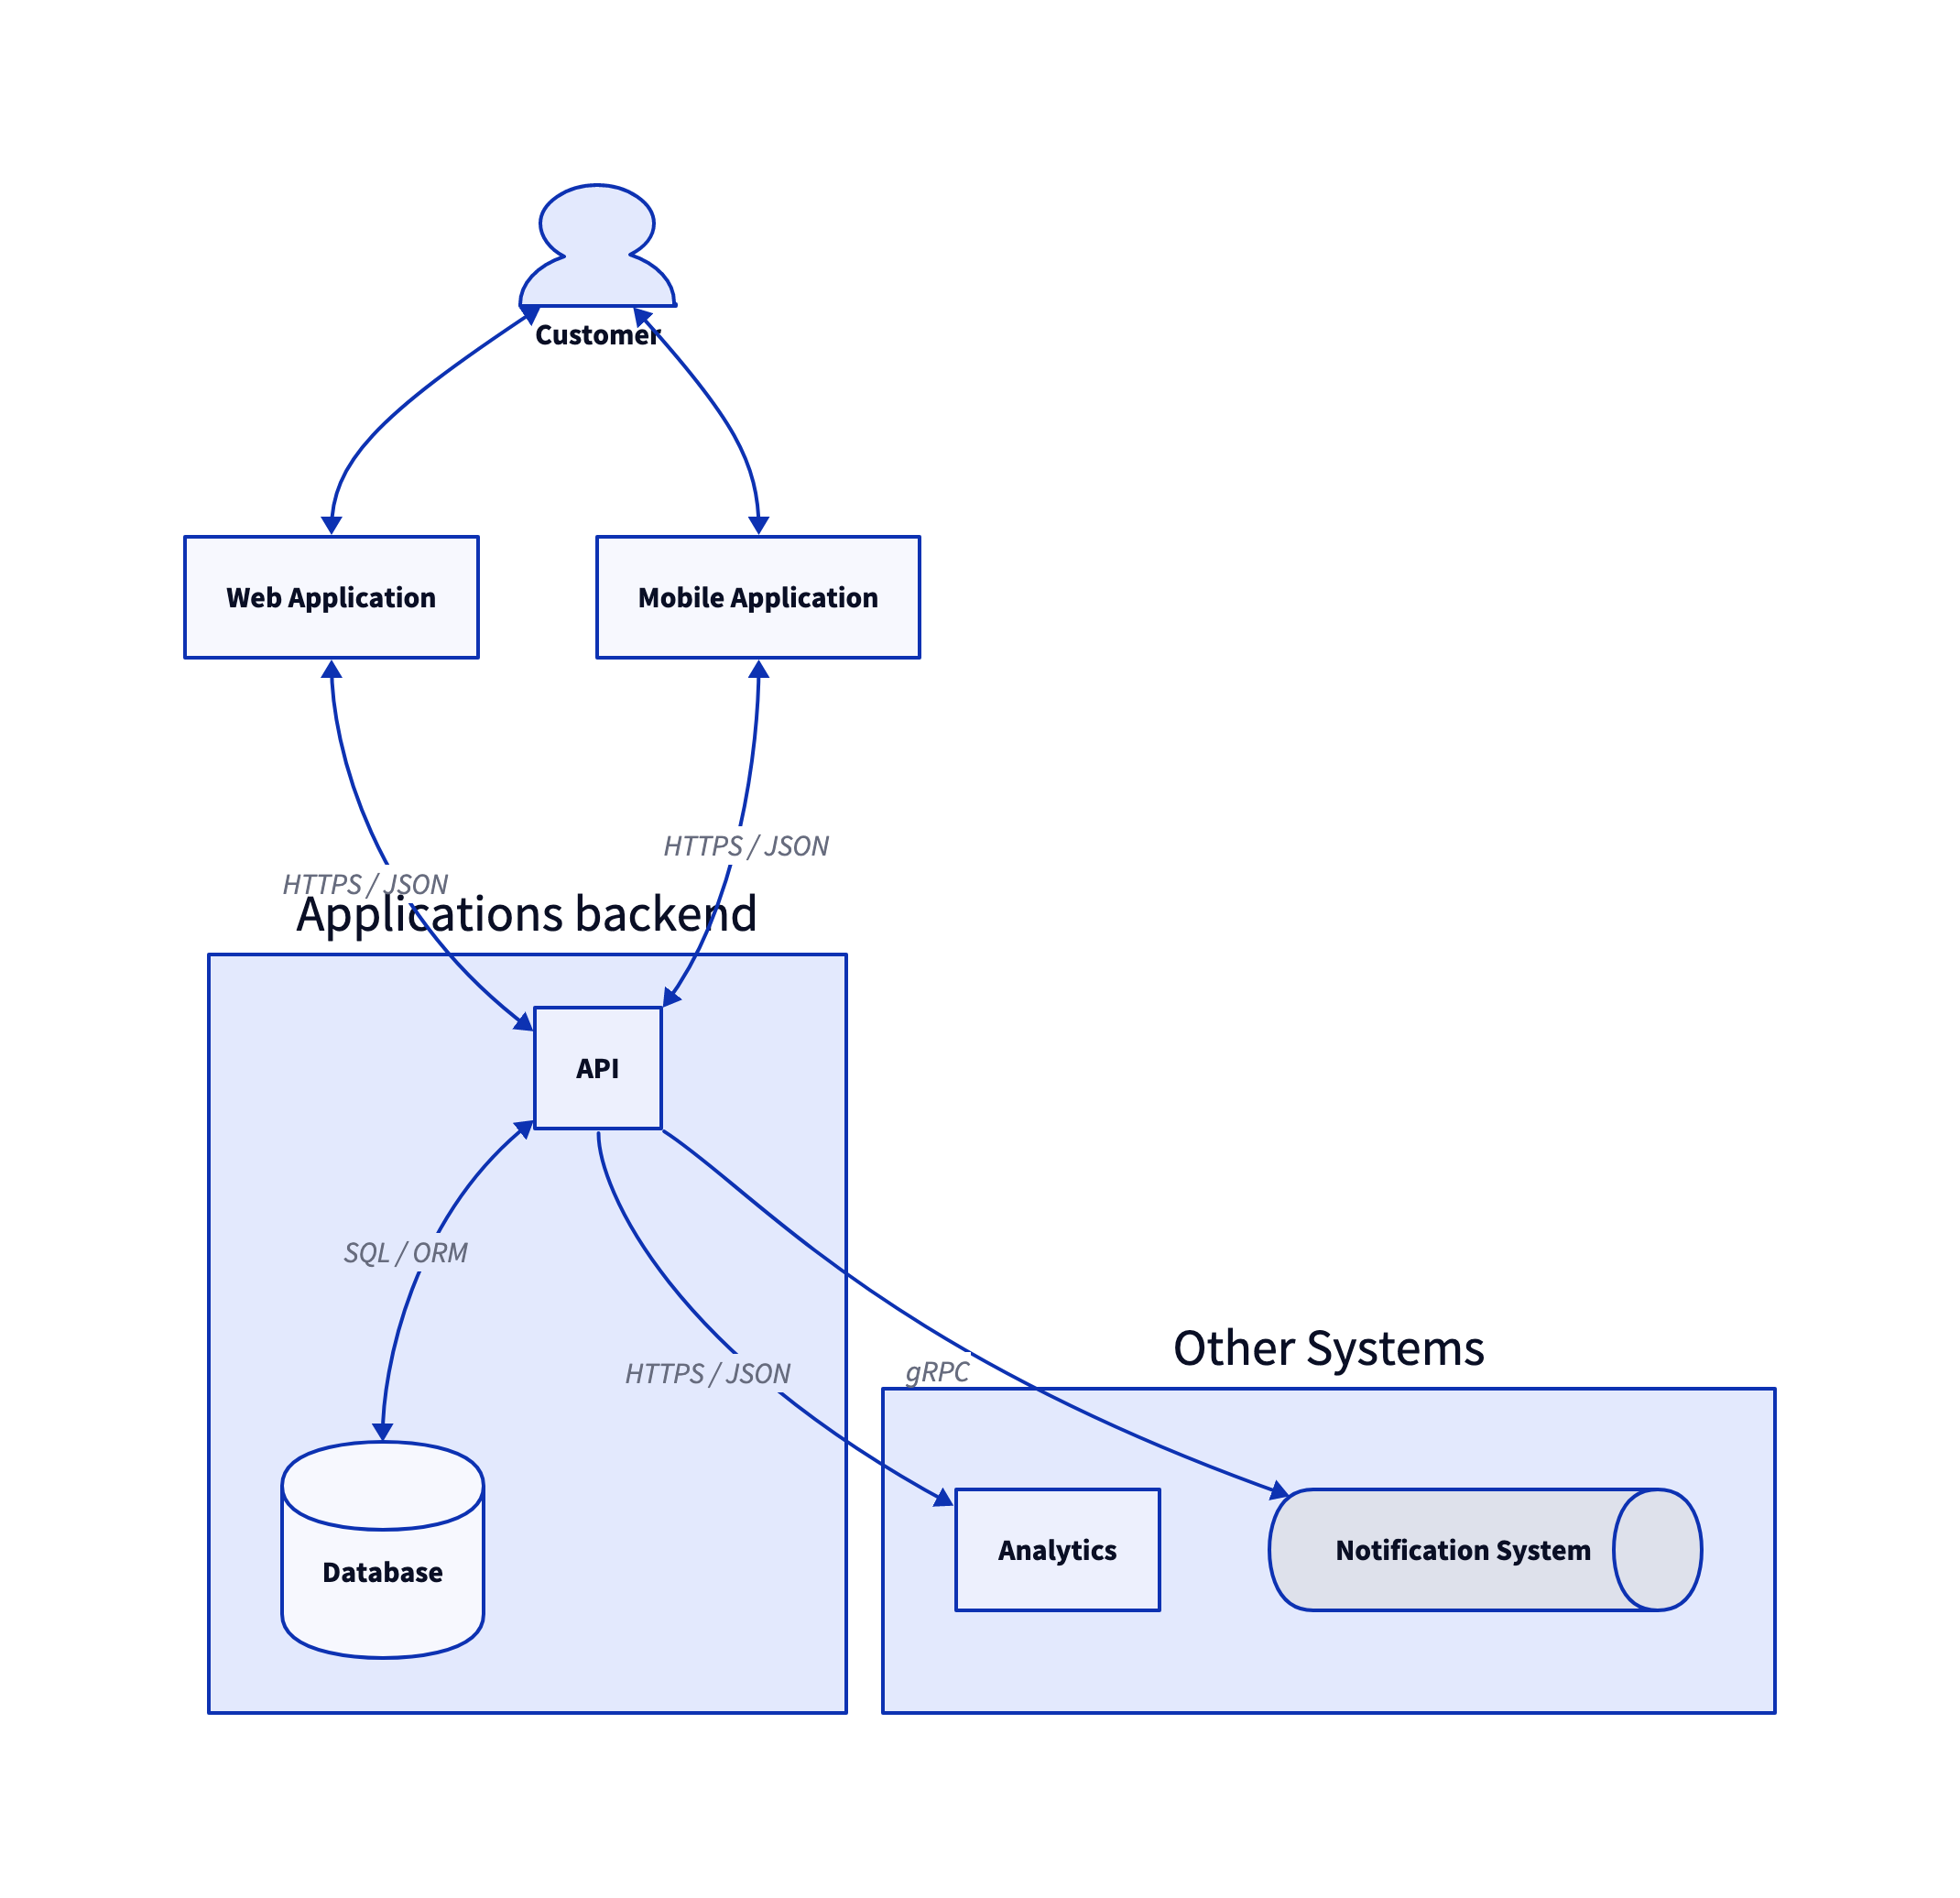 Customer
Web Application
Mobile Application
HTTPS / JSON
HTTPS / JSON
Applications backend
API
SQL / ORM
HTTPS / JSON
gRPC
Other Systems
Analytics
Notification System
Database